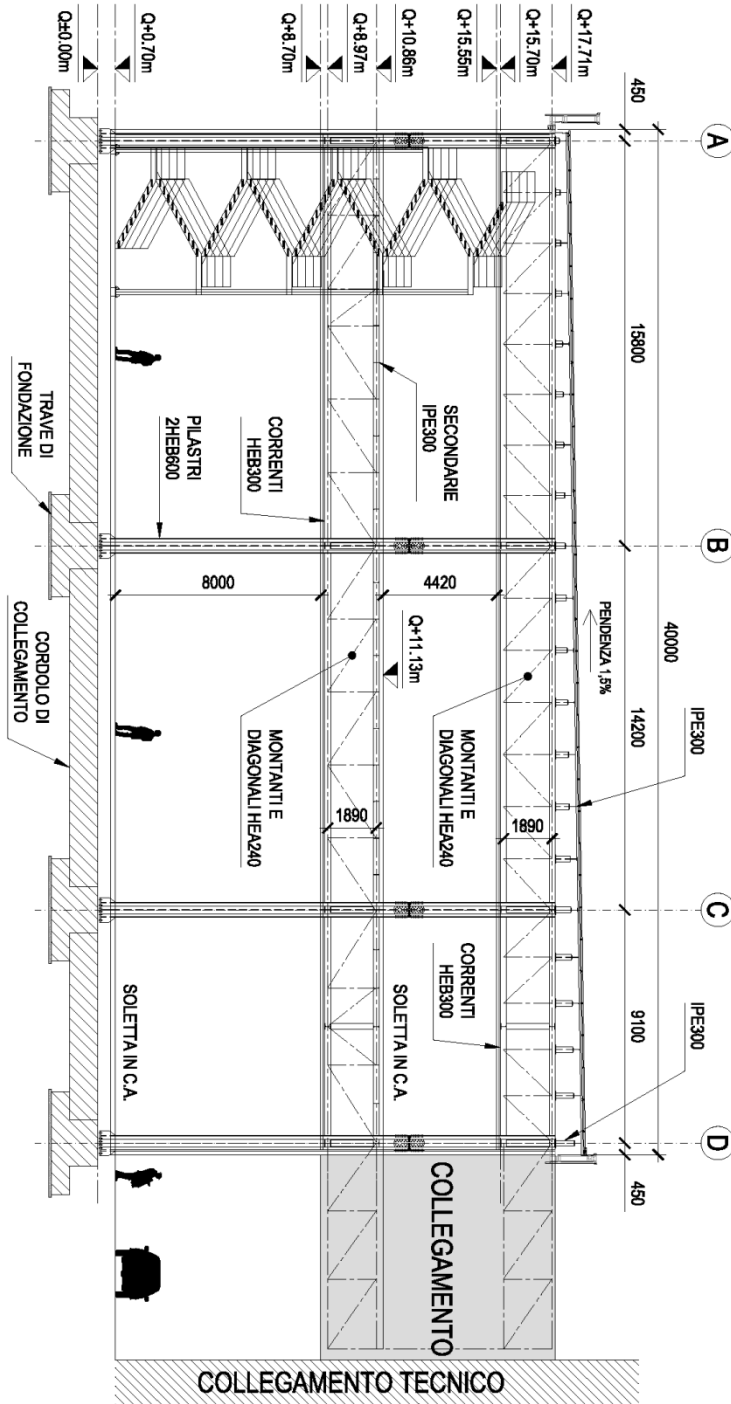 A
B
C
D
40000
450
15800
14200
9100
450
IPE300
IPE300
PENDENZA 1,5%
Q+17.71m
Q+15.70m
Q+15.55m
Q+10.86m
Q+8.97m
Q+8.70m
Q+0.70m
Q±0.00m
SECONDARIE
IPE300
CORRENTI
HEB300
PILASTRI
2HEB600
TRAVE DI
FONDAZIONE
MONTANTI E
DIAGONALI HEA240
1890
4420
Q+11.13m
MONTANTI E
DIAGONALI HEA240
1890
8000
CORDOLO DI
COLLEGAMENTO
CORRENTI
HEB300
SOLETTA IN C.A.
SOLETTA IN C.A.
COLLEGAMENTO
COLLEGAMENTO TECNICO